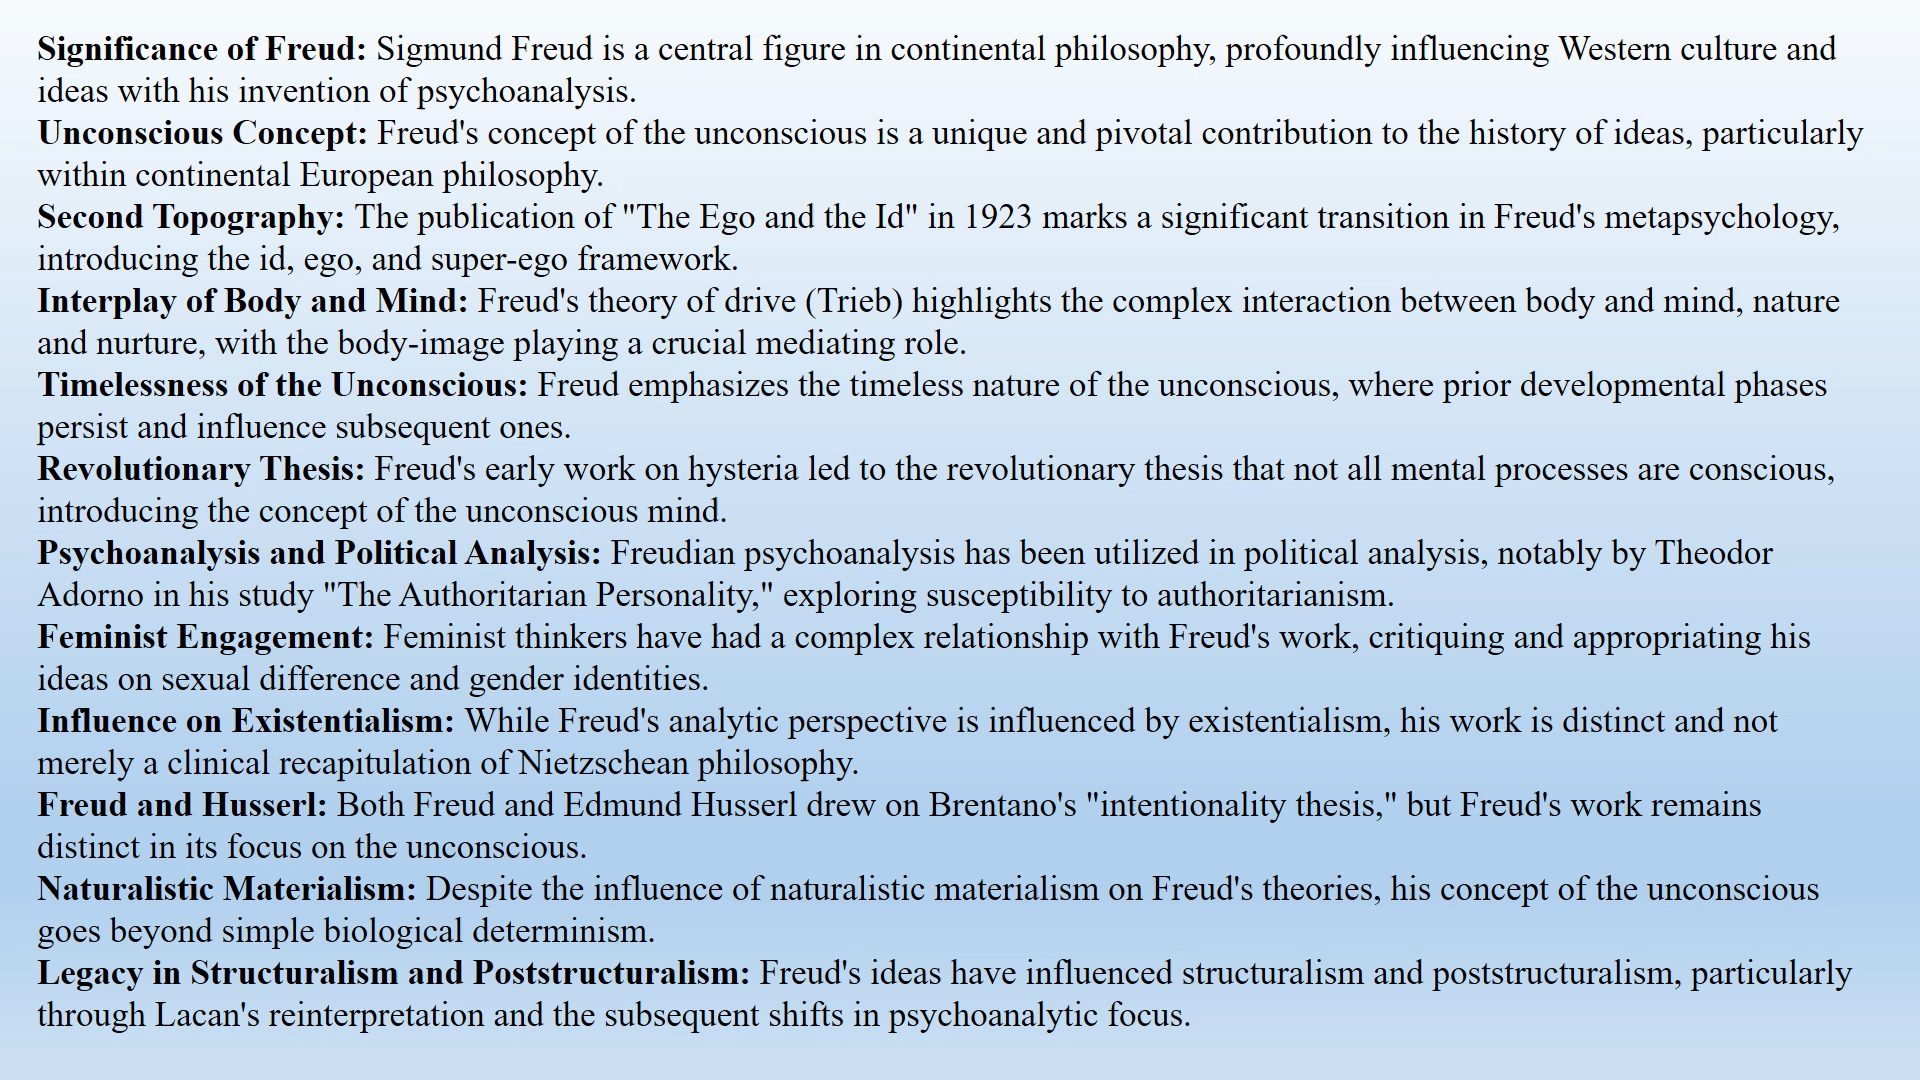 Significance of Freud: Sigmund Freud is a central figure in continental philosophy, profoundly influencing Western culture and
ideas with his invention of psychoanalysis.
Unconscious Concept: Freud's concept of the unconscious is a unique and pivotal contribution to the history of ideas, particularly
within continental European philosophy.
Second Topography: The publication of "The Ego and the Id" in 1923 marks a significant transition in Freud's metapsychology,
introducing the id, ego, and super-ego framework.
Interplay of Body and Mind: Freud's theory of drive (Trieb) highlights the complex interaction between body and mind, nature
and nurture, with the body-image playing a crucial mediating role.
Timelessness of the Unconscious: Freud emphasizes the timeless nature of the unconscious, where prior developmental phases
persist and influence subsequent ones.
Revolutionary Thesis: Freud's early work on hysteria led to the revolutionary thesis that not all mental processes are conscious,
introducing the concept of the unconscious mind.
Psychoanalysis and Political Analysis: Freudian psychoanalysis has been utilized in political analysis, notably by Theodor
Adorno in his study "The Authoritarian Personality," exploring susceptibility to authoritarianism.
Feminist Engagement: Feminist thinkers have had a complex relationship with Freud's work, critiquing and appropriating his
ideas on sexual difference and gender identities.
Influence on Existentialism: While Freud's analytic perspective is influenced by existentialism, his work is distinct and not
merely a clinical recapitulation of Nietzschean philosophy.
Freud and Husserl: Both Freud and Edmund Husserl drew on Brentano's "intentionality thesis," but Freud's work remains
distinct in its focus on the unconscious.
Naturalistic Materialism: Despite the influence of naturalistic materialism on Freud's theories, his concept of the unconscious
goes beyond simple biological determinism.
Legacy in Structuralism and Poststructuralism: Freud's ideas have influenced structuralism and poststructuralism, particularly
through Lacan's reinterpretation and the subsequent shifts in psychoanalytic focus.